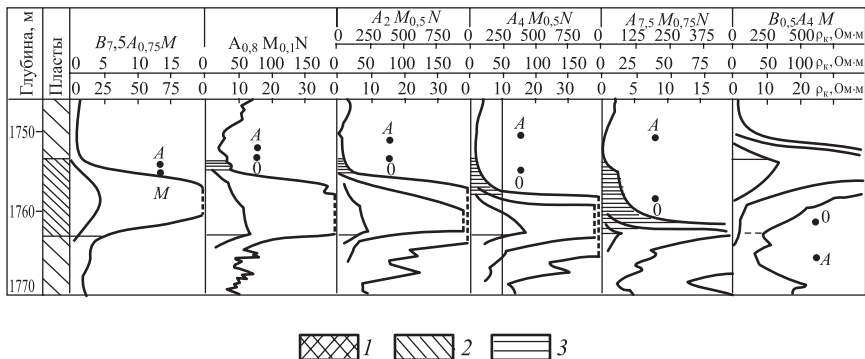 Глубина, м
Пласты
B7,5A0,75M
A0,8 M0,1N
A2 M0,5N
A4 M0,5N
A7,5 M0,75N
B0,5A4 M
0 250 500 750
0 250 500 750
0 125 250 375
0 250 500 ρк, Ом·м
0 25 50 75
0 50 100 150
0 50 100 150
0 50 100 150
0 25 50 75
0 50 100 ρк, Ом·м
0 5 10 15
0 10 20 30
0 10 20 30
0 10 20 30
0 5 10 15
0 10 20 ρк, Ом·м
1750
1760
1770
A
M
A
0
A
0
A
0
A
0
0
A
1 2 3